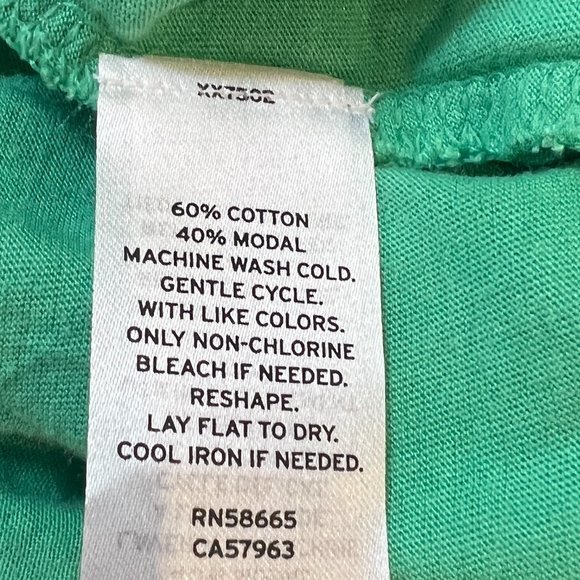 XX7502
60% COTTON
40% MODAL
MACHINE WASH COLD.
GENTLE CYCLE.
WITH LIKE COLORS.
ONLY NON-CHLORINE
BLEACH IF NEEDED.
RESHAPE.
LAY FLAT TO DRY.
COOL IRON IF NEEDED.
RN58665
CA57963